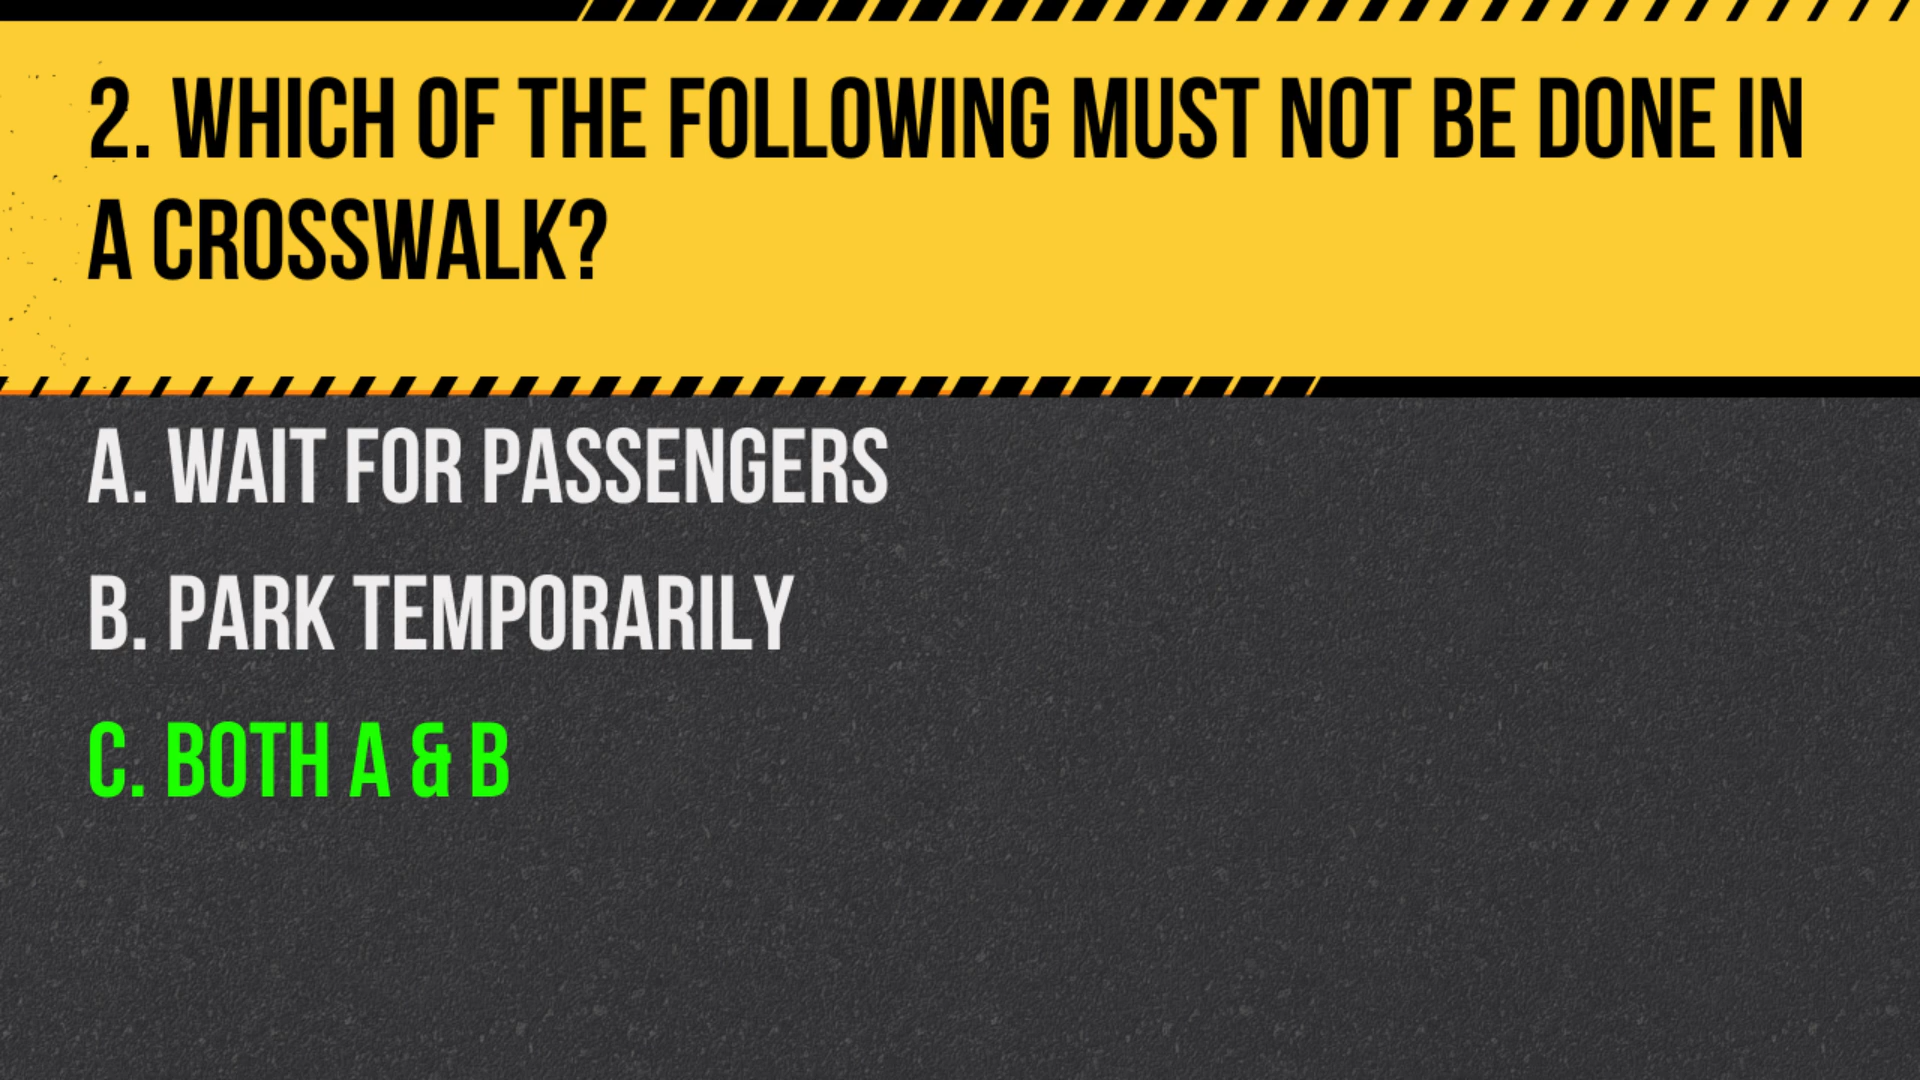 2. WHICH OF THE FOLLOWING MUST NOT BE DONE IN
A CROSSWALK?
A. WAIT FOR PASSENGERS
B. PARK TEMPORARILY
C. BOTH A & B